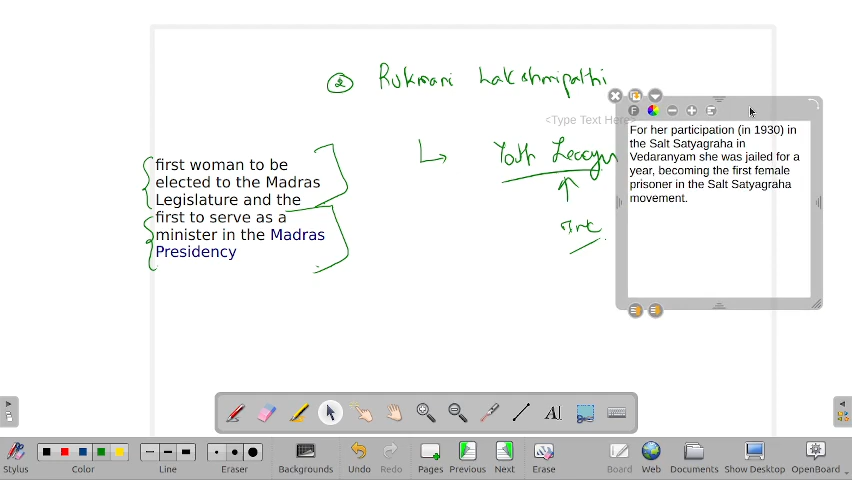 ② Rukmani Lakshmipathi
<Type Text Here>
For her participation (in 1930) in
the Salt Satyagraha in
Vedaranyam she was jailed for a
year, becoming the first female
prisoner in the Salt Satyagraha
movement.
Youth
first woman to be
elected to the Madras
Legislature and the
first to serve as a
minister in the Madras
Presidency
Stylus
Color
Line
Eraser
Backgrounds
Undo
Redo
Pages
Previous
Next
Erase
Board
Web
Documents
Show Desktop
OpenBoard